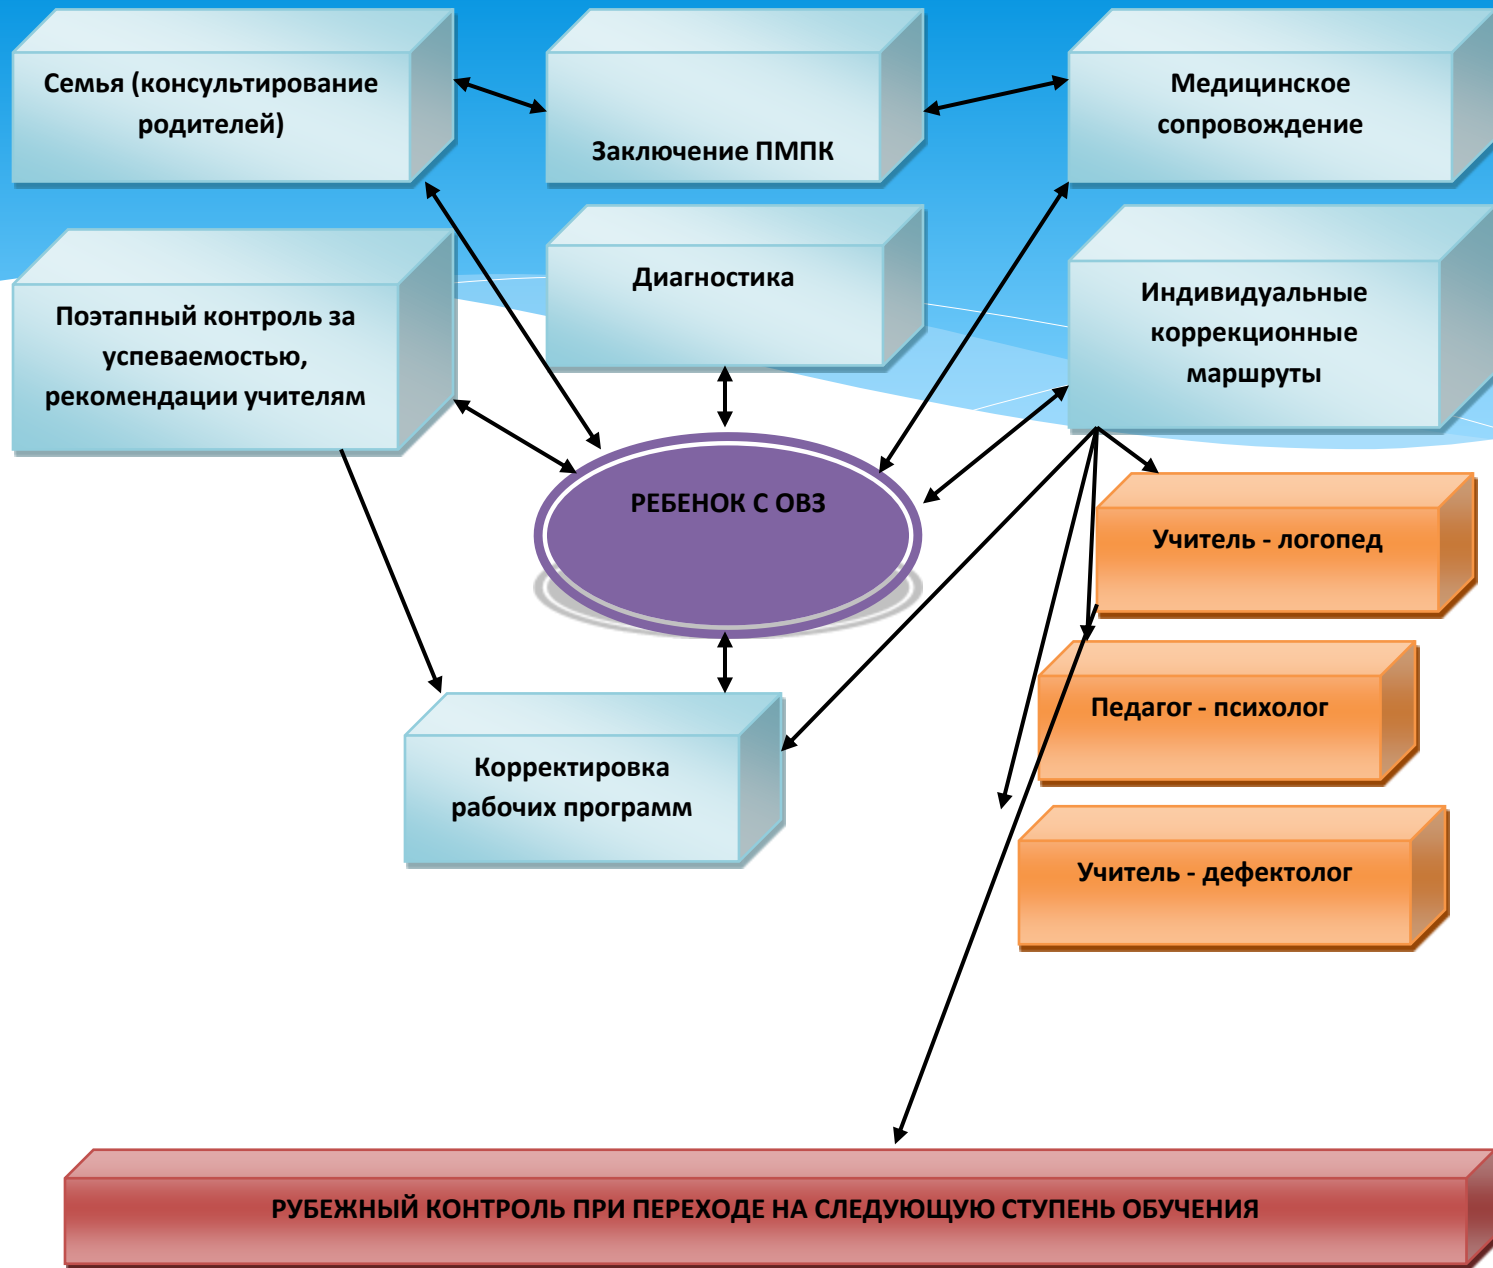 Семья (консультирование
родителей)
Заключение ПМПК
Медицинское
сопровождение
Поэтапный контроль за
успеваемостью,
рекомендации учителям
Диагностика
Индивидуальные
коррекционные
маршруты
РЕБЕНОК С ОВЗ
Учитель - логопед
Педагог - психолог
Корректировка
рабочих программ
Учитель - дефектолог
РУБЕЖНЫЙ КОНТРОЛЬ ПРИ ПЕРЕХОДЕ НА СЛЕДУЮЩУЮ СТУПЕНЬ ОБУЧЕНИЯ